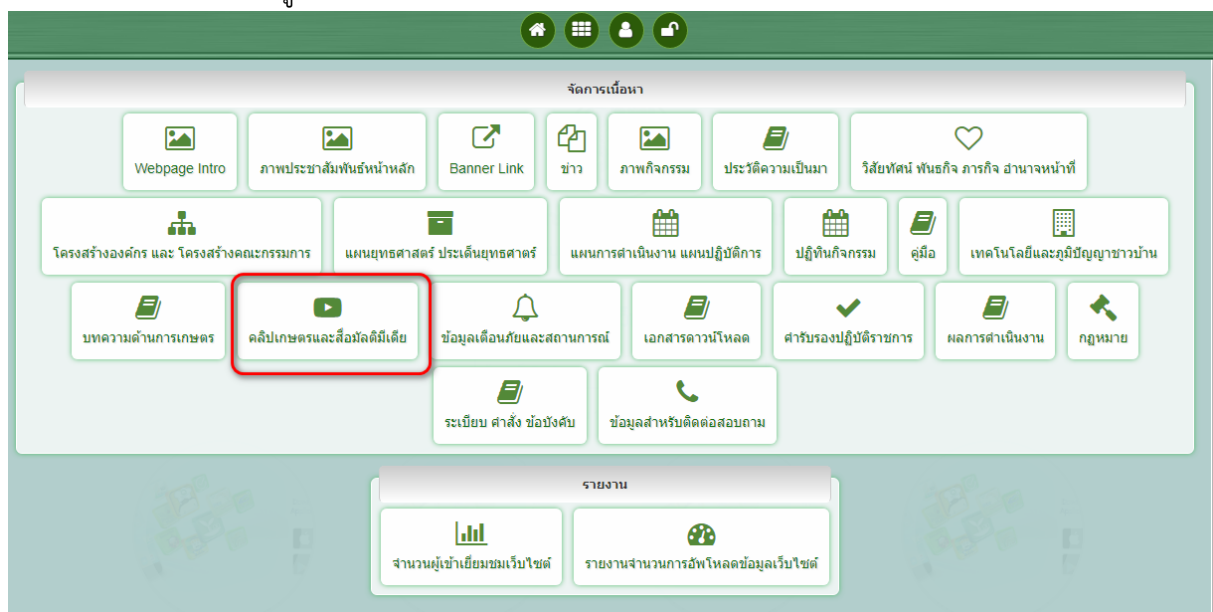 จัดการเนื้อหา
Webpage Intro ภาพประชาสัมพันธ์หน้าหลัก Banner Link ข่าว ภาพกิจกรรม ประวัติความเป็นมา วิสัยทัศน์ พันธกิจ ภารกิจ อำนาจหน้าที่
โครงสร้างองค์กร และ โครงสร้างคณะกรรมการ แผนยุทธศาสตร์ ประเด็นยุทธศาตร์ แผนการดำเนินงาน แผนปฏิบัติการ ปฏิทินกิจกรรม คู่มือ เทคโนโลยีและภูมิปัญญาชาวบ้าน
บทความด้านการเกษตร คลิปเกษตรและสื่อมัลติมีเดีย ข้อมูลเตือนภัยและสถานการณ์ เอกสารดาวน์โหลด คำรับรองปฏิบัติราชการ ผลการดำเนินงาน กฎหมาย
ระเบียบ คำสั่ง ข้อบังคับ ข้อมูลสำหรับติดต่อสอบถาม
รายงาน
จำนวนผู้เข้าเยี่ยมชมเว็บไซต์ รายงานจำนวนการอัพโหลดข้อมูลเว็บไซต์